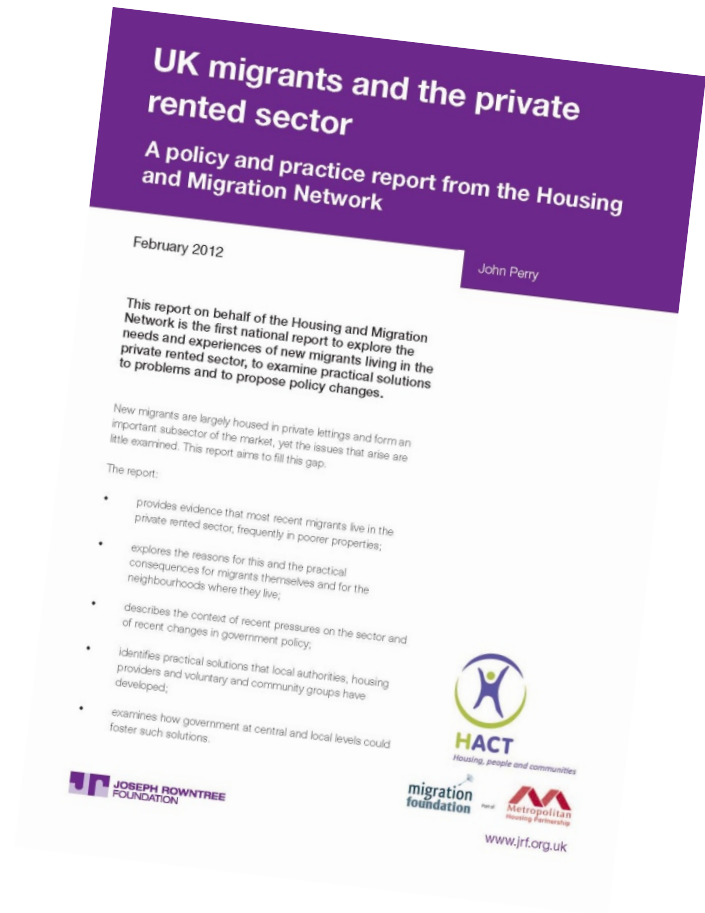 UK migrants and the private
rented sector
A policy and practice report from the Housing
and Migration Network
February 2012
John Perry
This report on behalf of the Housing and Migration
Network is the first national report to explore the
needs and experiences of new migrants living in the
private rented sector, to examine practical solutions
to problems and to propose policy changes.
New migrants are largely housed in private lettings and form an
important subsector of the market, yet the issues that arise are
little examined. This report aims to fill this gap.
The report:
• provides evidence that most recent migrants live in the
private rented sector, frequently in poorer properties;
• explores the reasons for this and the practical
consequences for migrants themselves and for the
neighbourhoods where they live;
• describes the context of recent pressures on the sector and
of recent changes in government policy;
• identifies practical solutions that local authorities, housing
providers and voluntary and community groups have
developed;
• examines how government at central and local levels could
foster such solutions.
HACT
Housing, people and communities
jr JOSEPH ROWNTREE
FOUNDATION
migration
foundation
Part of
Metropolitan
Housing Partnership
www.jrf.org.uk